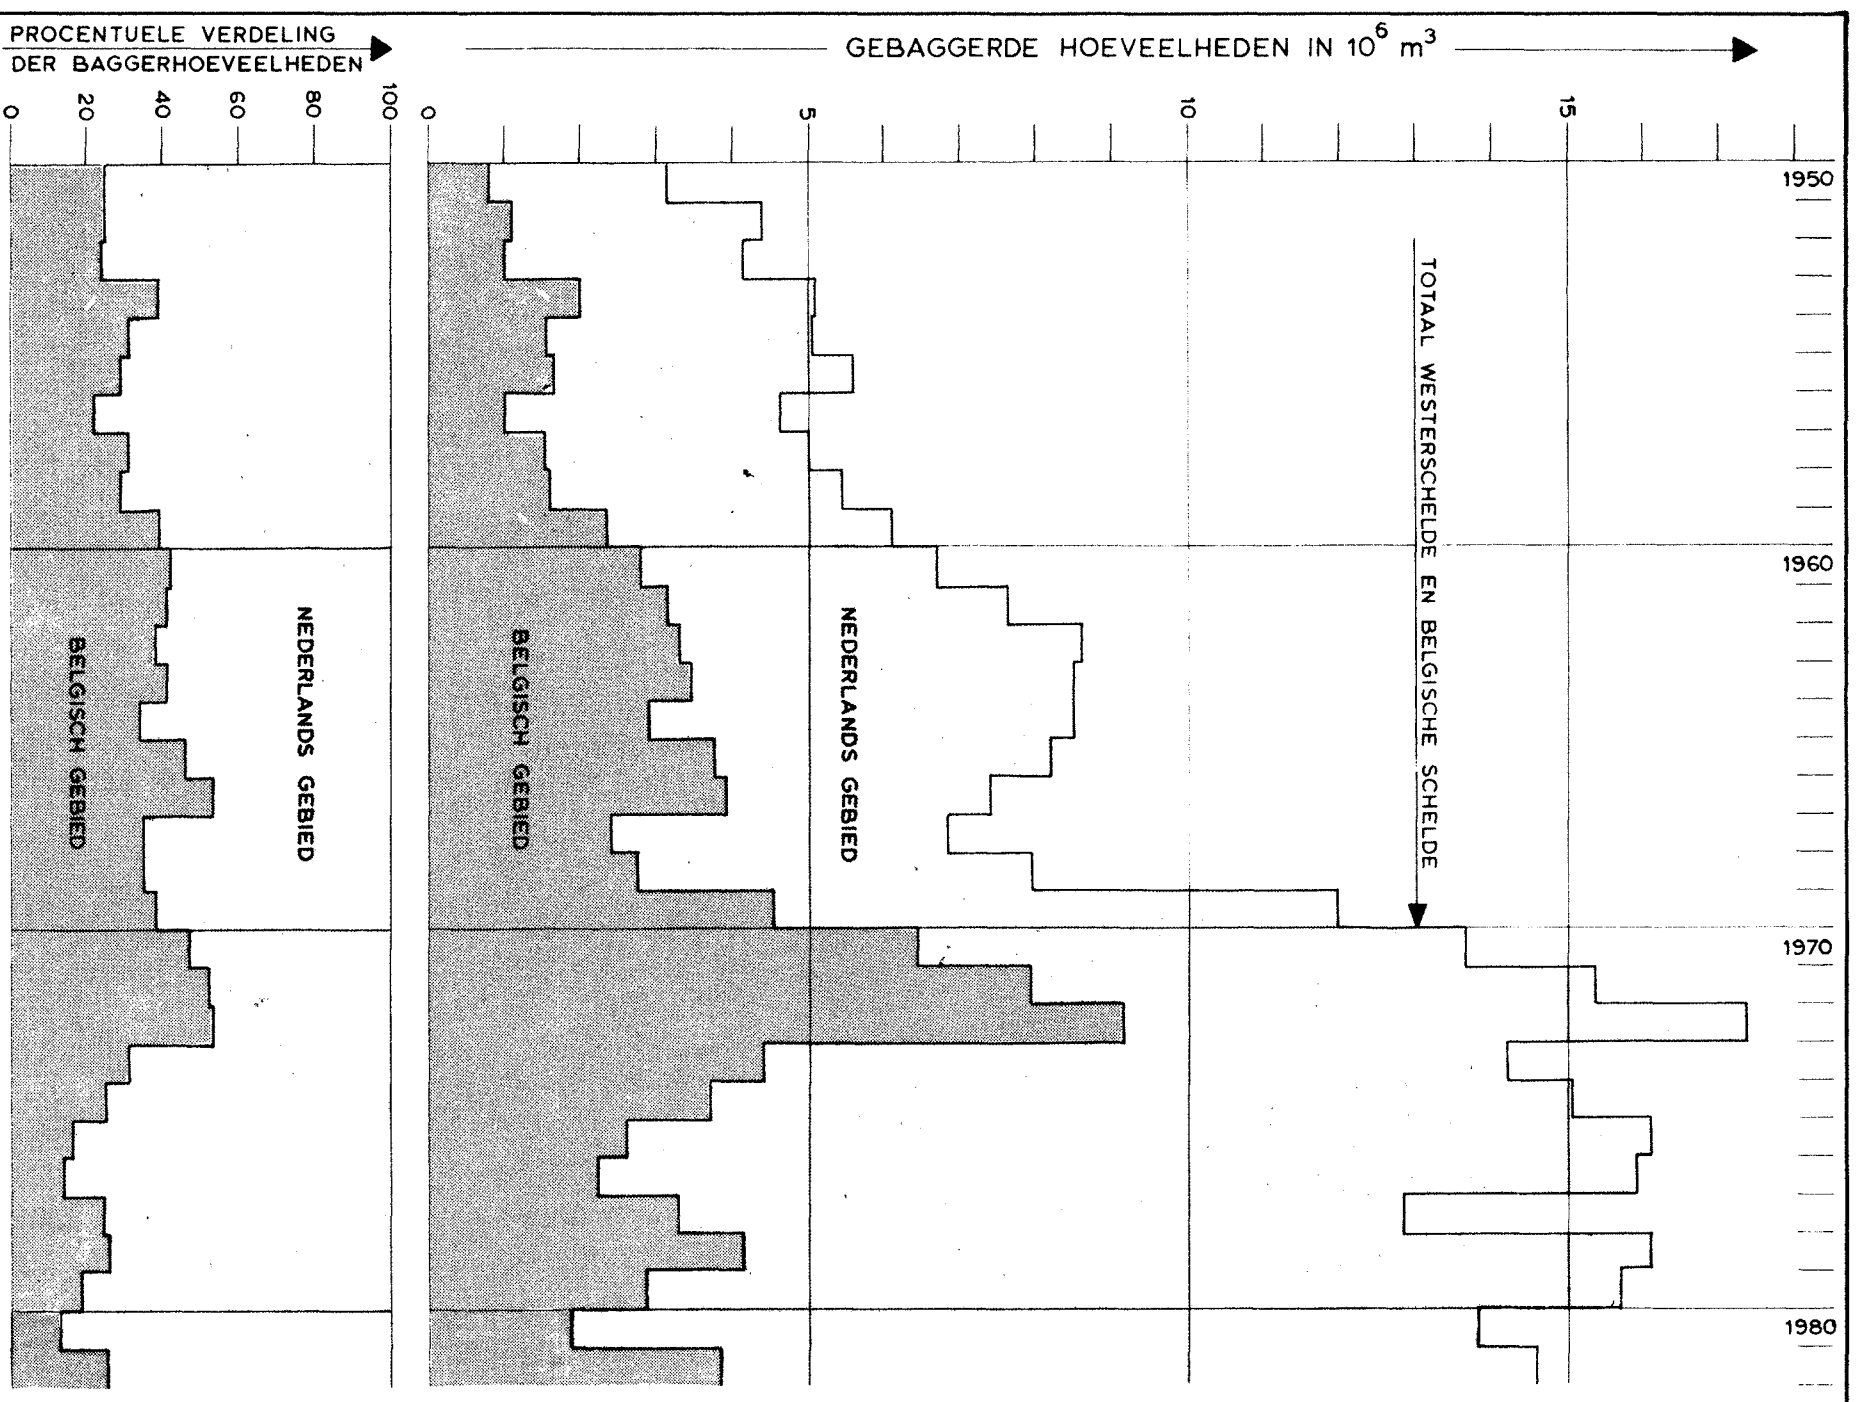 PROCENTUELE VERDELING
DER BAGGERHOEVEELHEDEN
GEBAGGERDE HOEVEELHEDEN IN 10⁶ m³
0 20 40 60 80 100
0 5 10 15
1950
1960
1970
1980
TOTAAL WESTERSCHELDE EN BELGISCHE SCHELDE
BELGISCH GEBIED
NEDERLANDS GEBIED
BELGISCH GEBIED
NEDERLANDS GEBIED